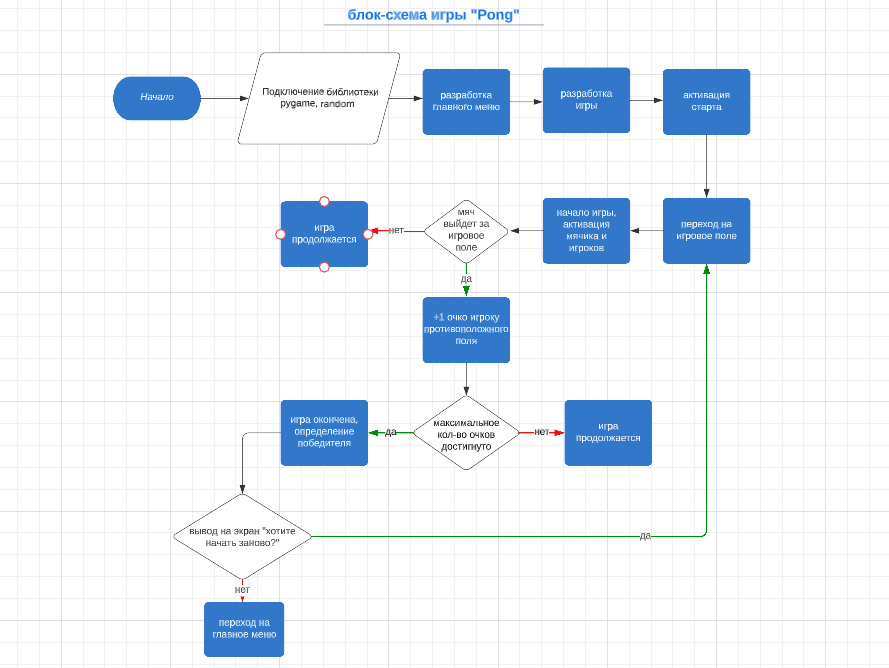 блок-схема игры "Pong"
Начало
Подключение библиотеки
pygame, random
разработка
главного меню
разработка
игры
активация
старта
игра
продолжается
нет
мяч
выйдет за
игровое
поле
начало игры,
активация
мячика и
игроков
переход на
игровое поле
да
+1 очко игроку
противоположного
поля
игра окончена,
определение
победителя
да
максимальное
кол-во очков
достигнуто
нет
игра
продолжается
вывод на экран "хотите
начать заново?"
да
нет
переход на
главное меню